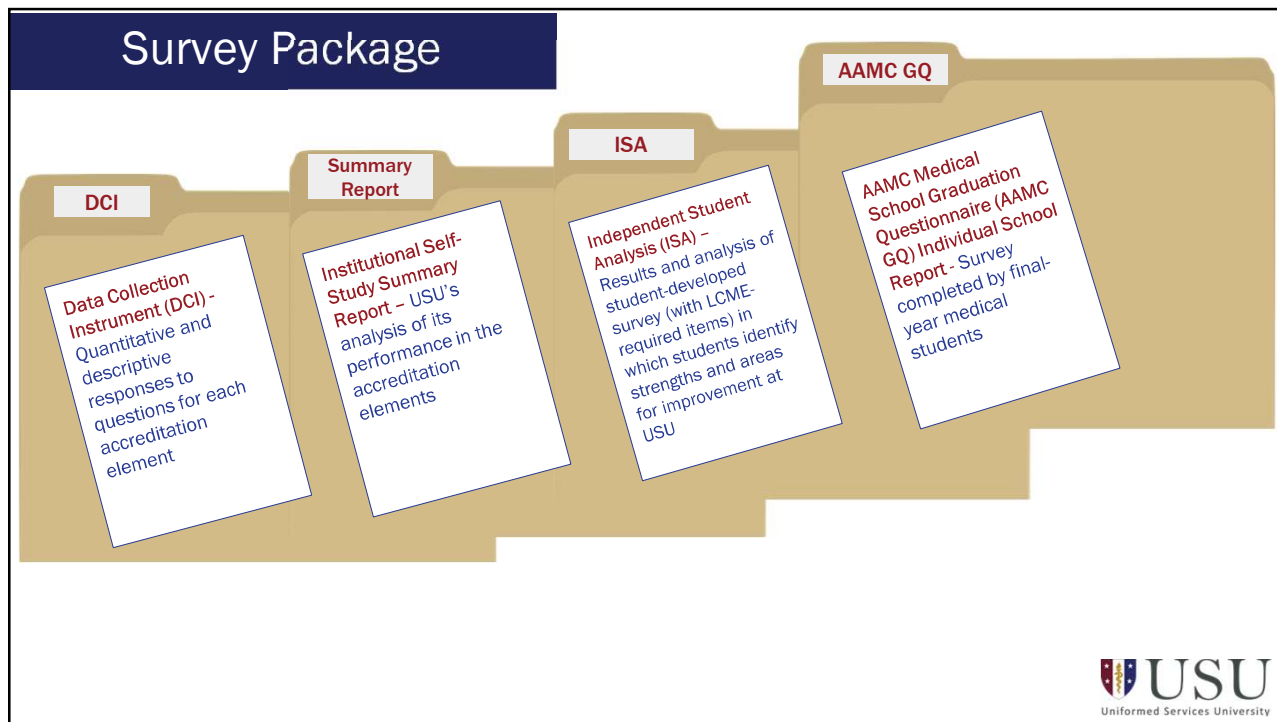 Survey Package
DCI
Data Collection
Instrument (DCI) -
Quantitative and
descriptive
responses to
questions for each
accreditation
element
Summary
Report
Institutional Self-
Study Summary
Report – USU's
analysis of its
performance in the
accreditation
elements
ISA
Independent Student
Analysis (ISA) –
Results and analysis of
student-developed
survey (with LCME-
required items) in
which students identify
strengths and areas
for improvement at
USU
AAMC GQ
AAMC Medical
School Graduation
Questionnaire (AAMC
GQ) Individual School
Report - Survey
completed by final-
year medical
students
USU
Uniformed Services University